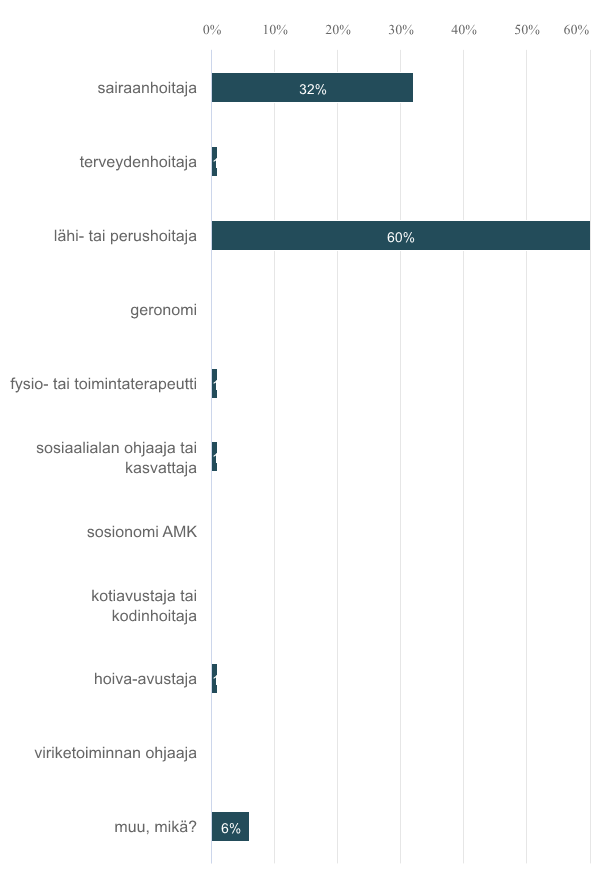 0% 10% 20% 30% 40% 50% 60%
sairaanhoitaja 32%
terveydenhoitaja
lähi- tai perushoitaja 60%
geronomi
fysio- tai toimintaterapeutti
sosiaalialan ohjaaja tai
kasvattaja
sosionomi AMK
kotiavustaja tai
kodinhoitaja
hoiva-avustaja
viriketoiminnan ohjaaja
muu, mikä? 6%